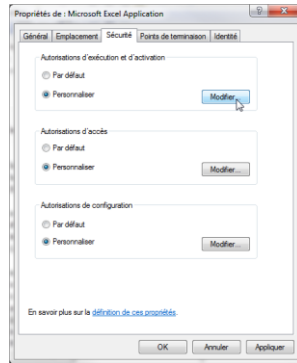 Propriétés de : Microsoft Excel Application
Général Emplacement Sécurité Points de terminaison Identité
Autorisations d'exécution et d'activation
Par défaut
Personnaliser
Modifier...
Autorisations d'accès
Par défaut
Personnaliser
Modifier...
Autorisations de configuration
Par défaut
Personnaliser
Modifier...
En savoir plus sur la définition de ces propriétés.
OK Annuler Appliquer